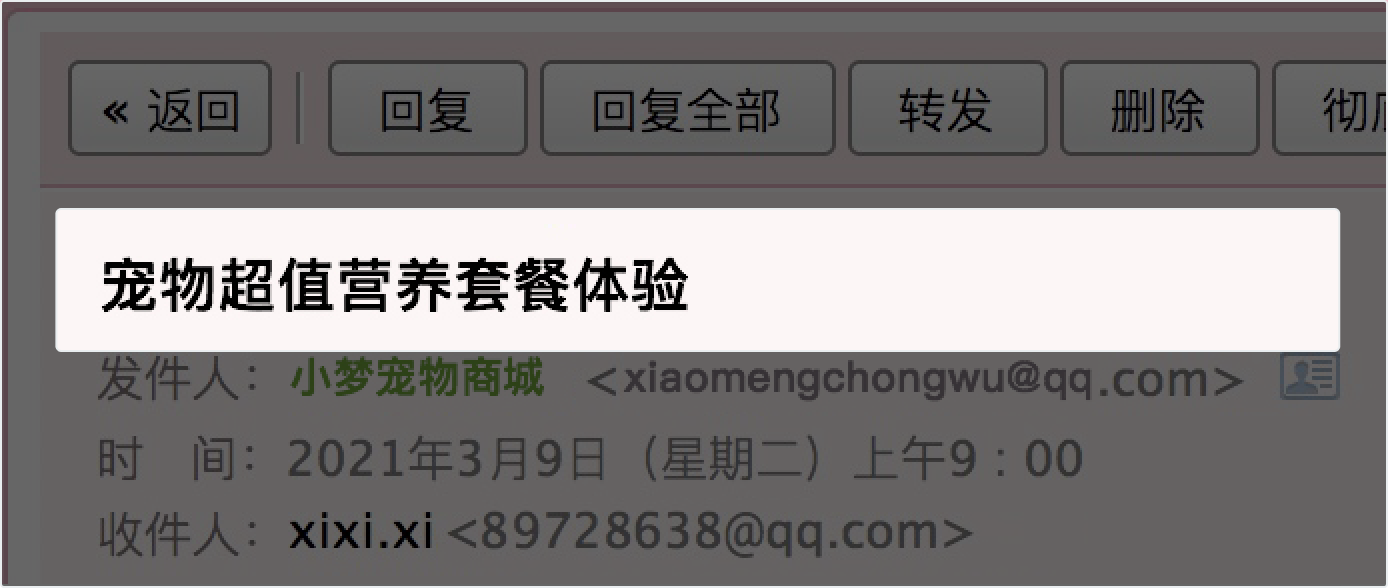 « 返回 回复 回复全部 转发 删除 彻
宠物超值营养套餐体验
发件人：小梦宠物商城 <xiaomengchongwu@qq.com>
时 间：2021年3月9日（星期二）上午9：00
收件人：xixi.xi <89728638@qq.com>